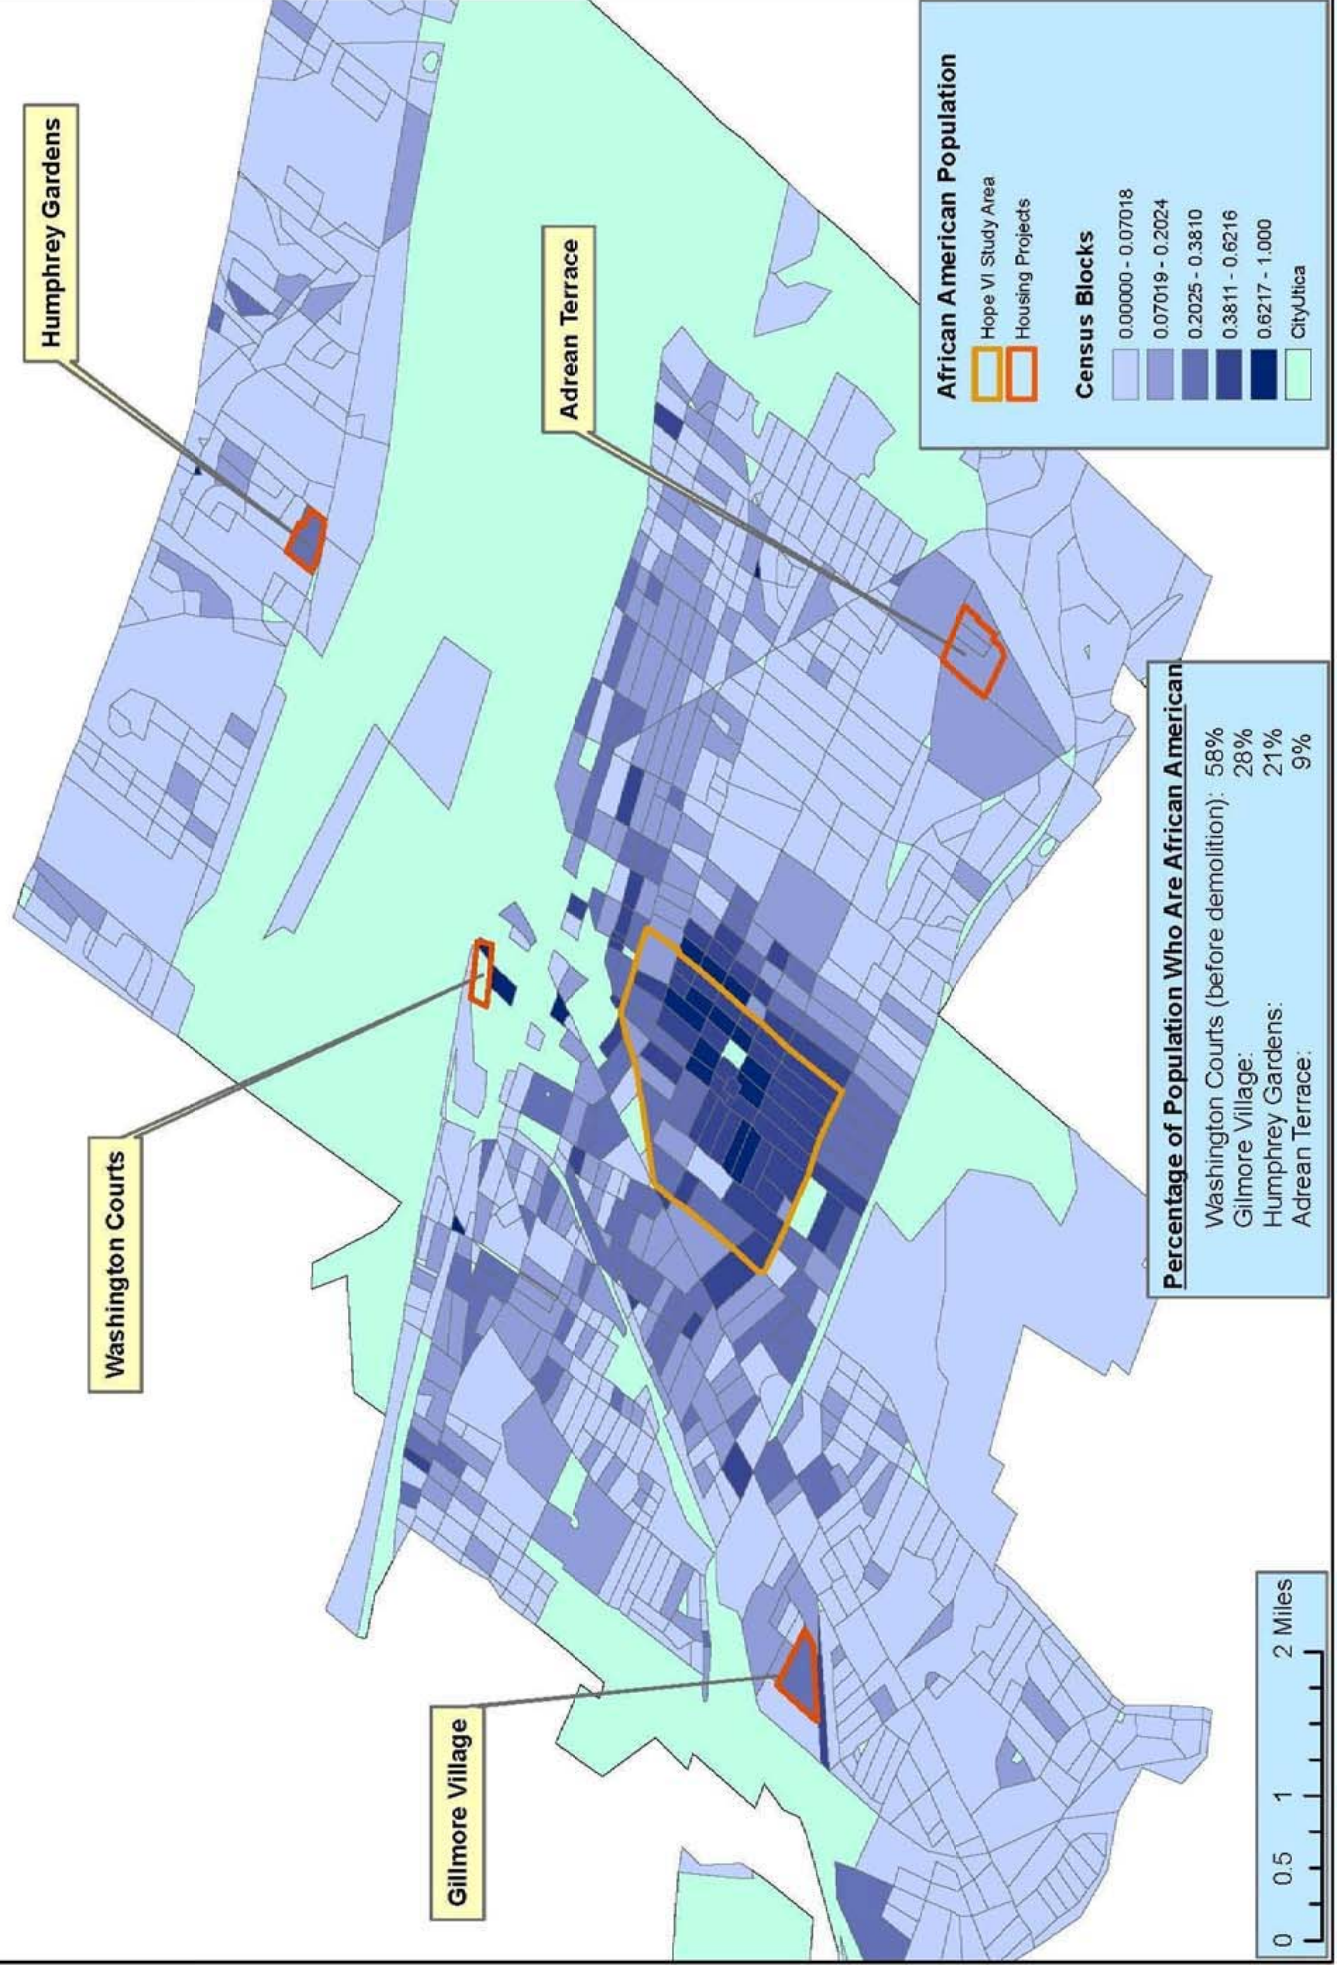 Humphrey Gardens
Adrean Terrace
Washington Courts
Gillmore Village
African American Population
Hope VI Study Area
Housing Projects
Census Blocks
0.00000 - 0.07018
0.07019 - 0.2024
0.2025 - 0.3810
0.3811 - 0.6216
0.6217 - 1.000
CityUtica
Percentage of Population Who Are African American
Washington Courts (before demolition): 58%
Gilmore Village: 28%
Humphrey Gardens: 21%
Adrean Terrace: 9%
0 0.5 1 2 Miles